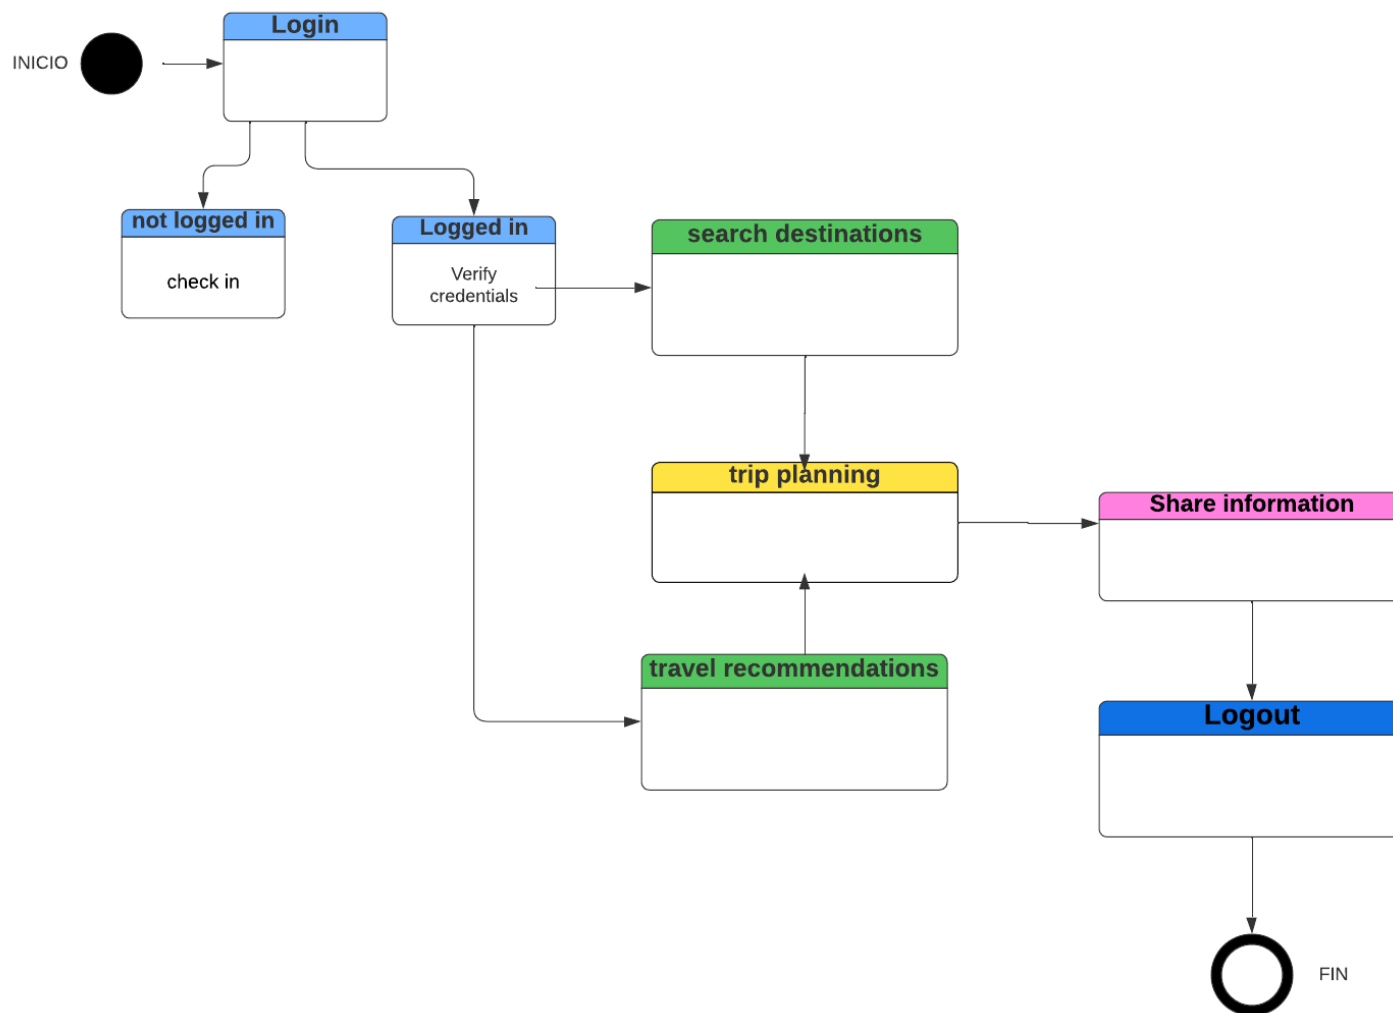 Login
INICIO
not logged in
check in
Logged in
Verify
credentials
search destinations
trip planning
Share information
travel recommendations
Logout
FIN